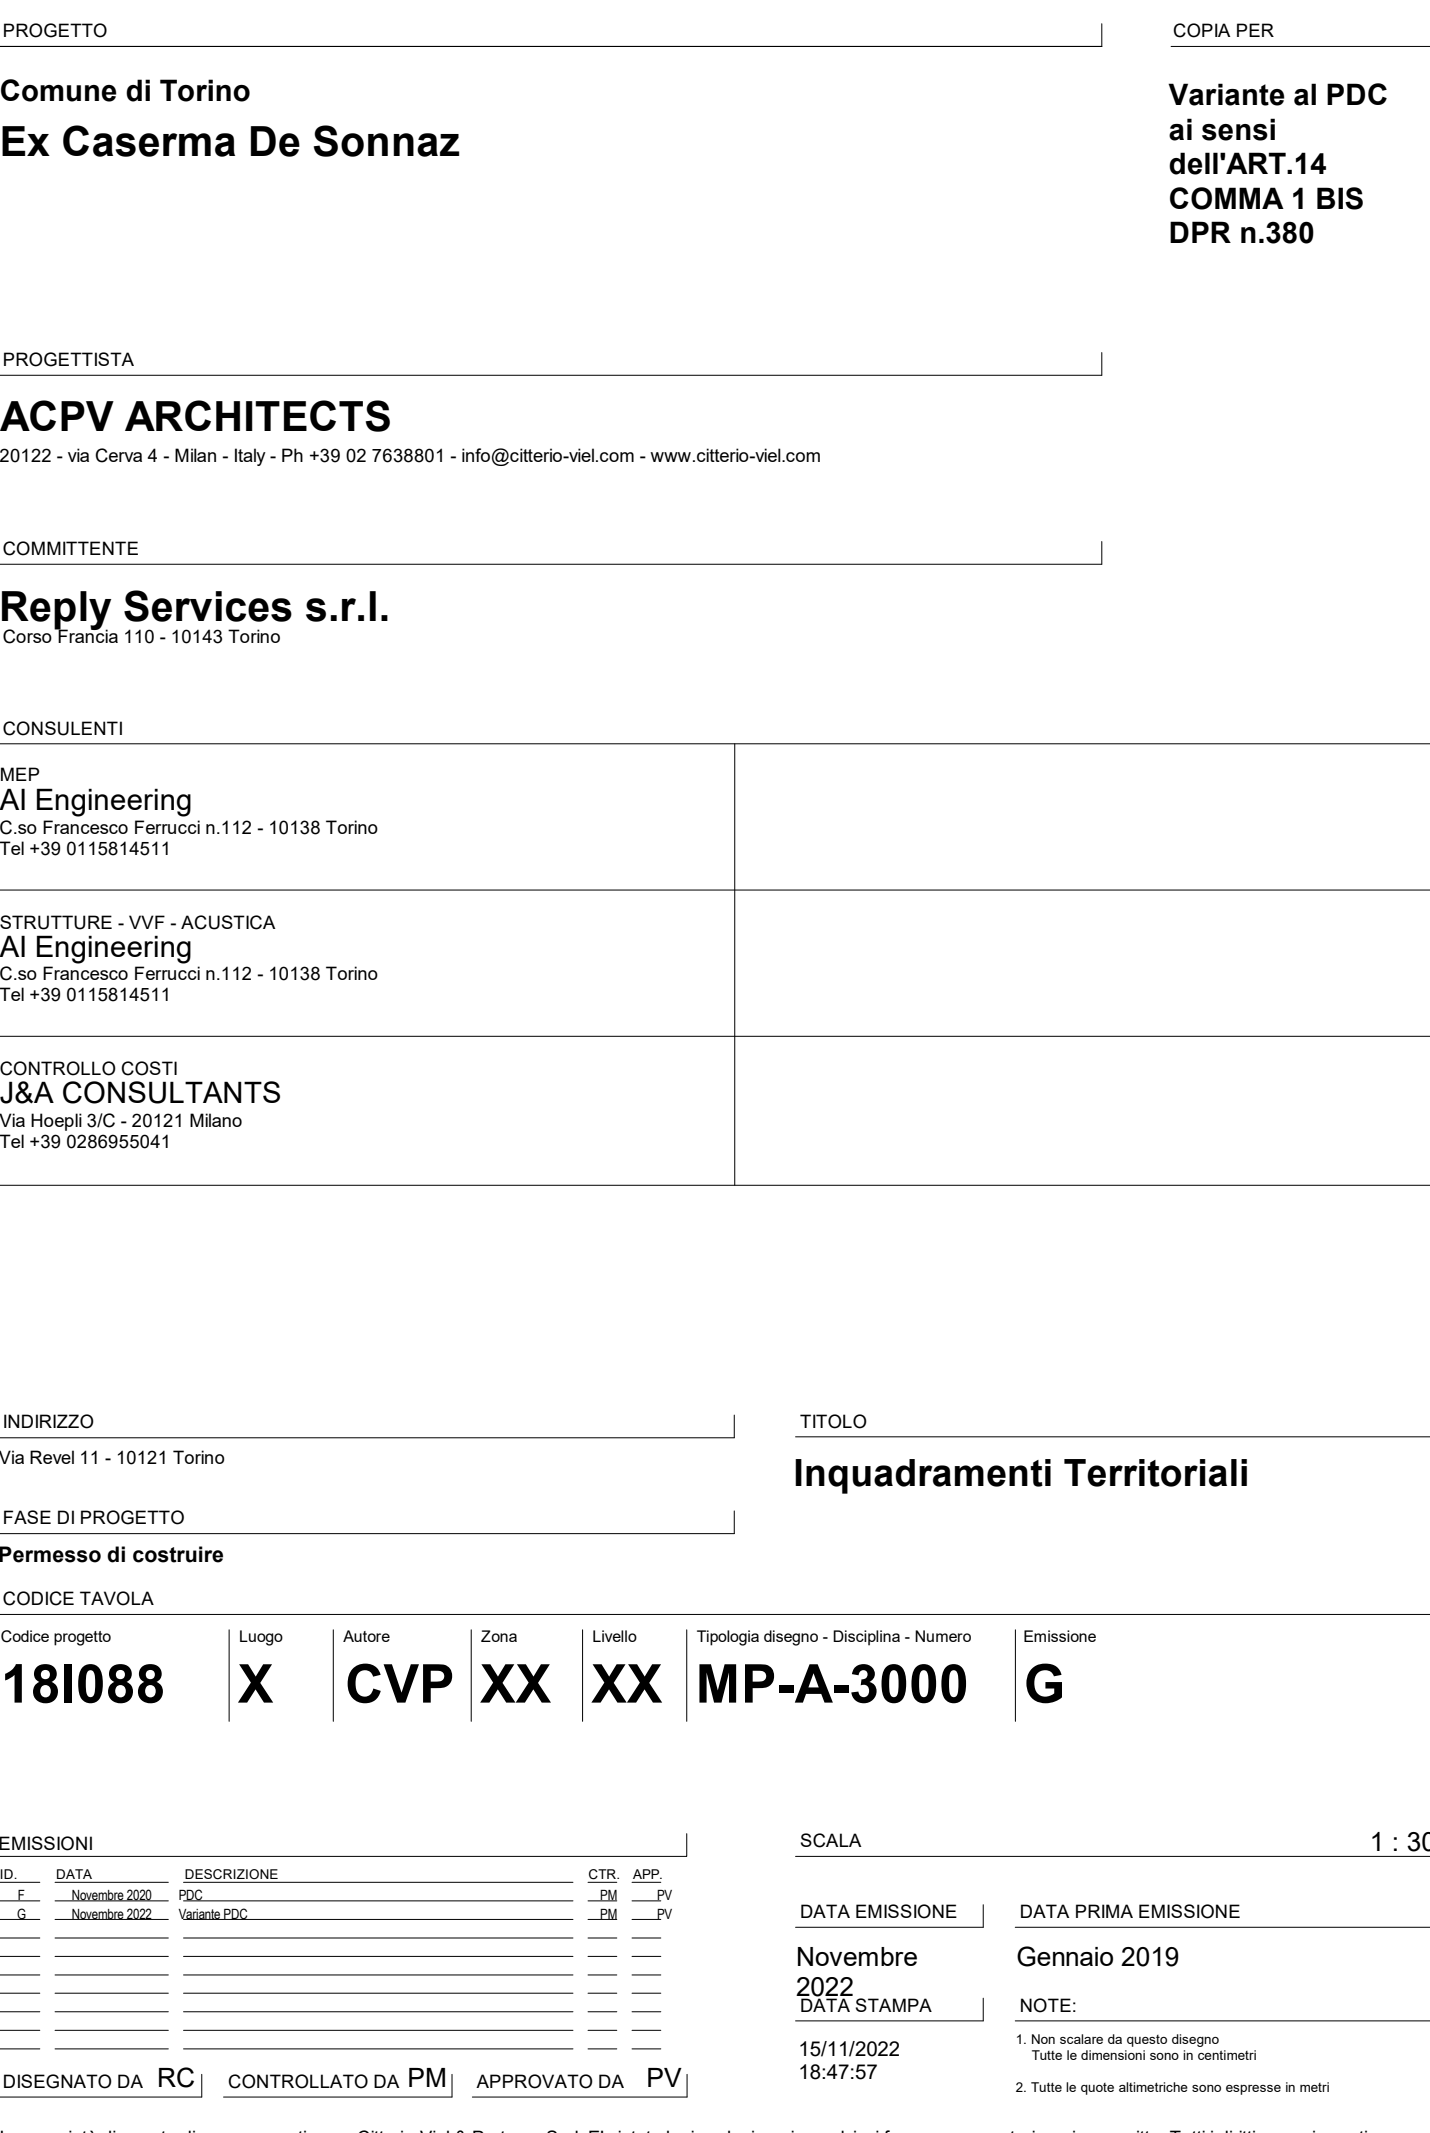 PROGETTO
COPIA PER
Comune di Torino
Ex Caserma De Sonnaz
Variante al PDC
ai sensi
dell'ART.14
COMMA 1 BIS
DPR n.380
PROGETTISTA
ACPV ARCHITECTS
20122 - via Cerva 4 - Milan - Italy - Ph +39 02 7638801 - info@citterio-viel.com - www.citterio-viel.com
COMMITTENTE
Reply Services s.r.l.
Corso Francia 110 - 10143 Torino
CONSULENTI
MEP
AI Engineering
C.so Francesco Ferrucci n.112 - 10138 Torino
Tel +39 0115814511
STRUTTURE - VVF - ACUSTICA
AI Engineering
C.so Francesco Ferrucci n.112 - 10138 Torino
Tel +39 0115814511
CONTROLLO COSTI
J&A CONSULTANTS
Via Hoepli 3/C - 20121 Milano
Tel +39 0286955041
INDIRIZZO
Via Revel 11 - 10121 Torino
TITOLO
Inquadramenti Territoriali
FASE DI PROGETTO
Permesso di costruire
CODICE TAVOLA
Codice progetto Luogo Autore Zona Livello Tipologia disegno - Disciplina - Numero Emissione
18I088 X CVP XX XX MP-A-3000 G
EMISSIONI
ID. DATA DESCRIZIONE CTR. APP.
F Novembre 2020 PDC PM PV
G Novembre 2022 Variante PDC PM PV
DISEGNATO DA RC CONTROLLATO DA PM APPROVATO DA PV
SCALA 1 : 30
DATA EMISSIONE DATA PRIMA EMISSIONE
Novembre 2022
Gennaio 2019
DATA STAMPA NOTE:
15/11/2022
18:47:57
1. Non scalare da questo disegno
Tutte le dimensioni sono in centimetri
2. Tutte le quote altimetriche sono espresse in metri